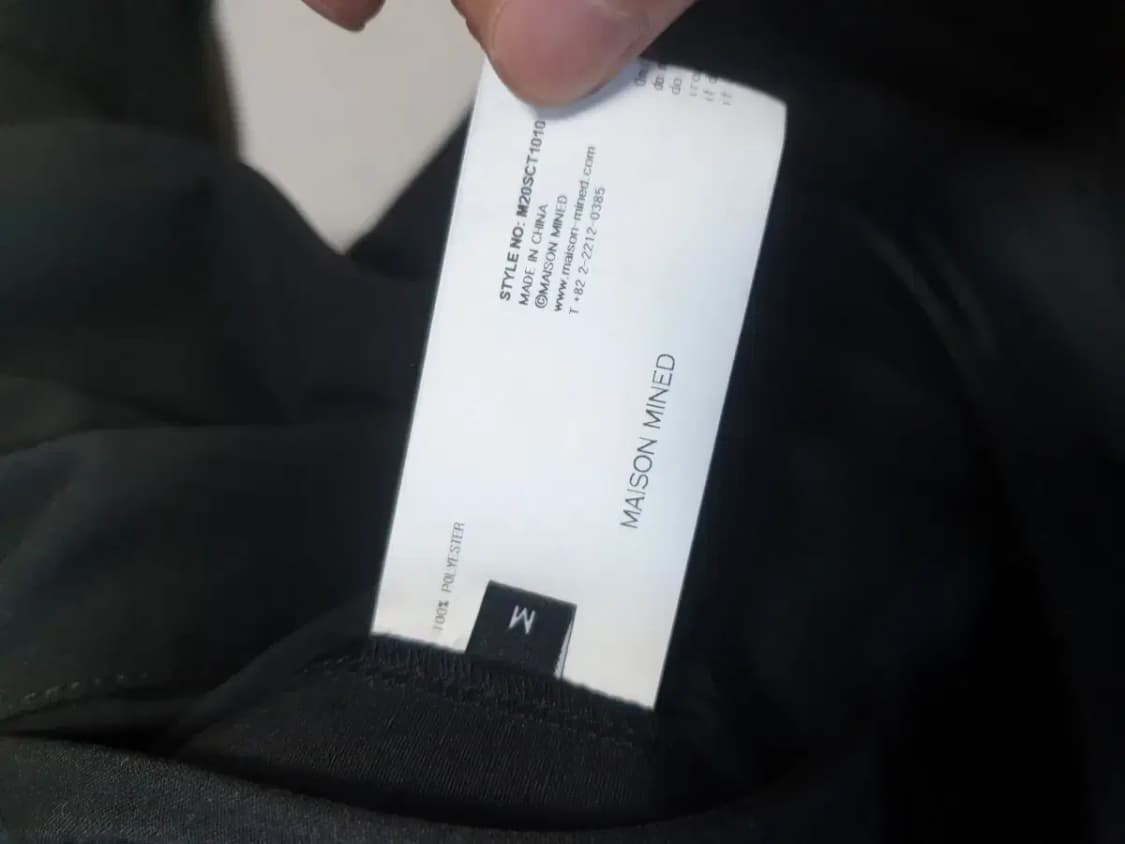 STYLE NO: M20SCT1010
MADE IN CHINA
©MAISON MINED
www.maison-mined.com
T +82 2-2212-0385
MAISON MINED
100% POLYESTER
M